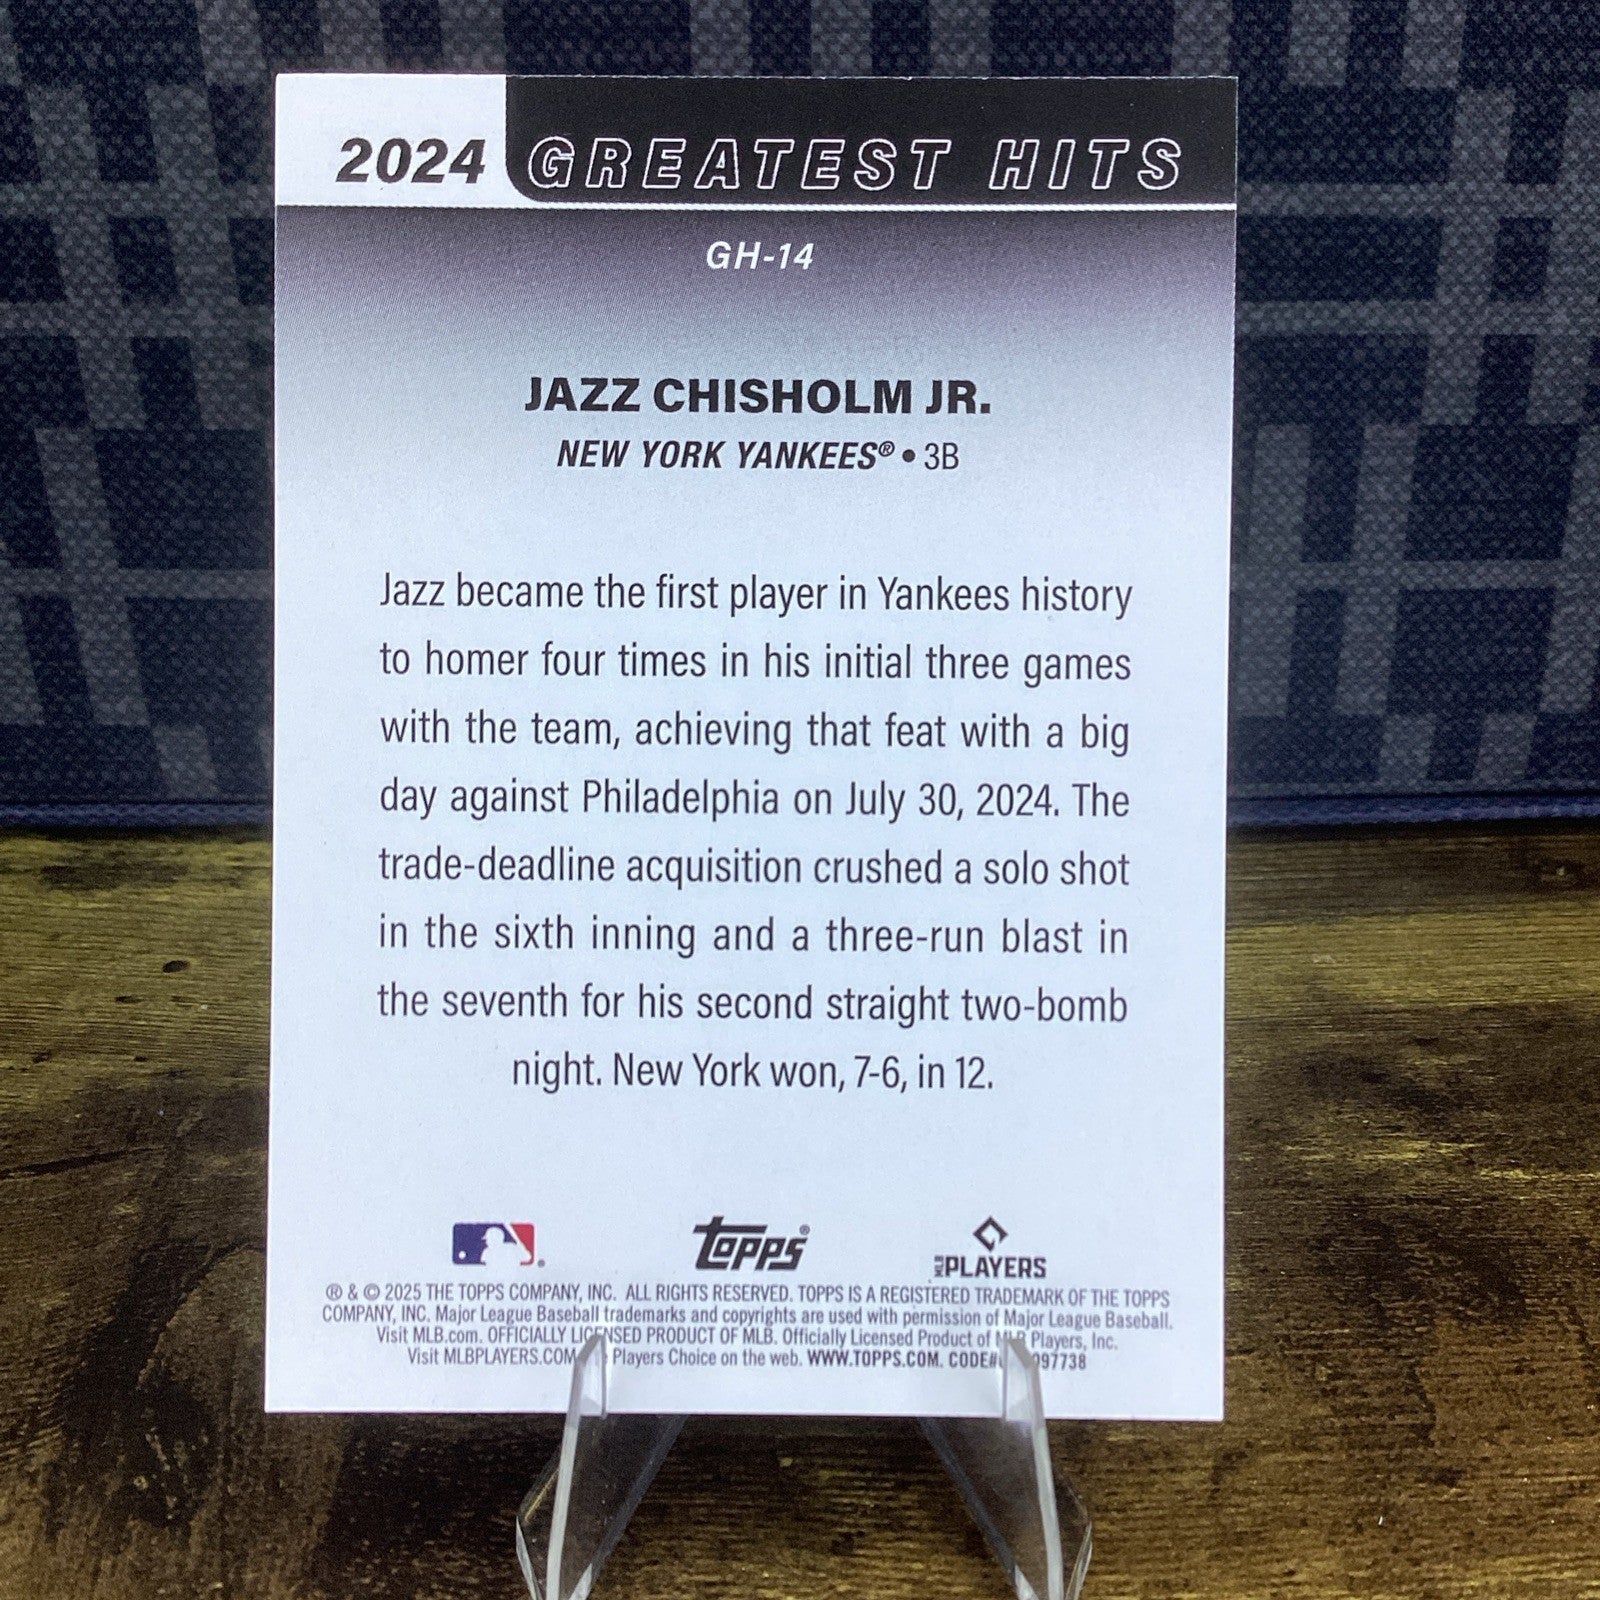 2024 GREATEST HITS
GH-14
JAZZ CHISHOLM JR.
NEW YORK YANKEES® • 3B
Jazz became the first player in Yankees history
to homer four times in his initial three games
with the team, achieving that feat with a big
day against Philadelphia on July 30, 2024. The
trade-deadline acquisition crushed a solo shot
in the sixth inning and a three-run blast in
the seventh for his second straight two-bomb
night. New York won, 7-6, in 12.
® Topps® MLB PLAYERS
® & © 2025 THE TOPPS COMPANY, INC. ALL RIGHTS RESERVED. TOPPS IS A REGISTERED TRADEMARK OF THE TOPPS
COMPANY, INC. Major League Baseball trademarks and copyrights are used with permission of Major League Baseball.
Visit MLB.com. OFFICIALLY LICENSED PRODUCT OF MLB. Officially Licensed Product of MLB Players, Inc.
Visit MLBPLAYERS.COM Players Choice on the web. WWW.TOPPS.COM. CODE# 097738